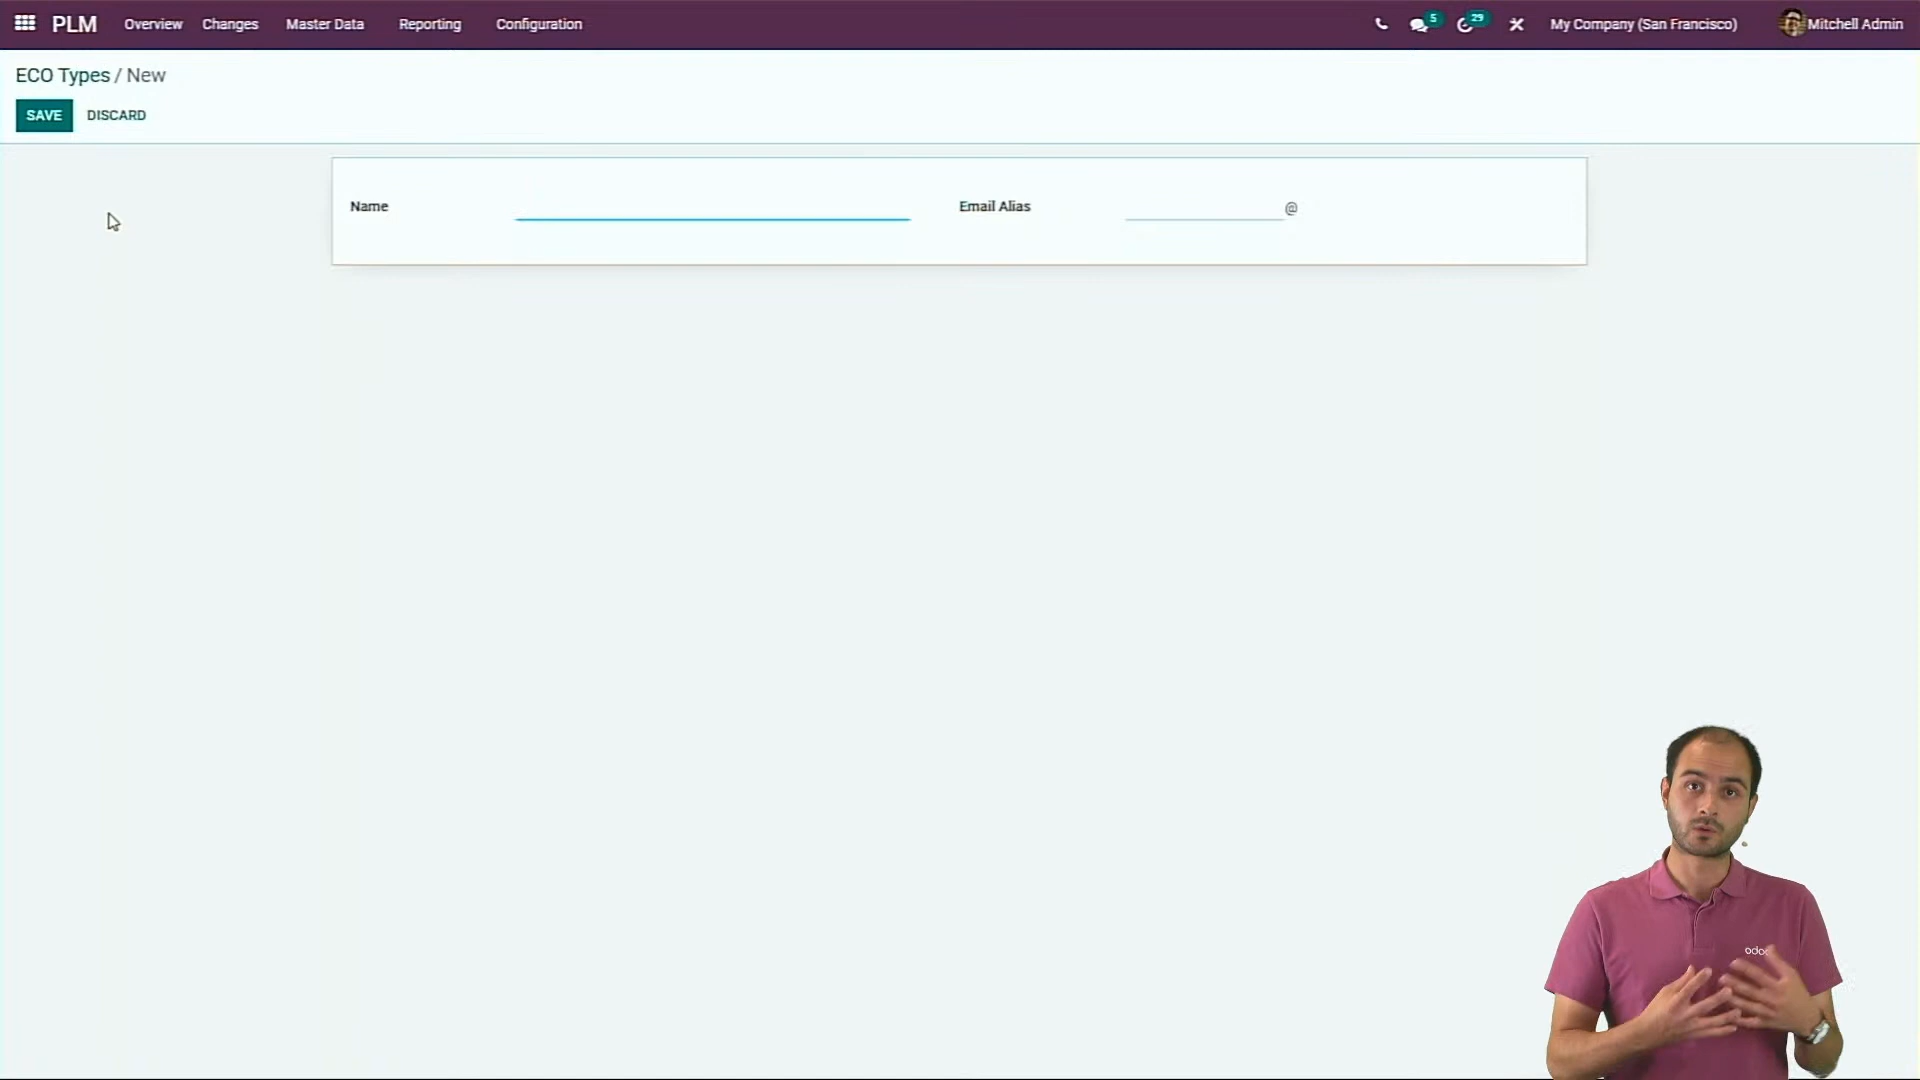 PLM Overview Changes Master Data Reporting Configuration 5 29 My Company (San Francisco) Mitchell Admin
ECO Types / New
SAVE DISCARD
Name Email Alias @
odoo